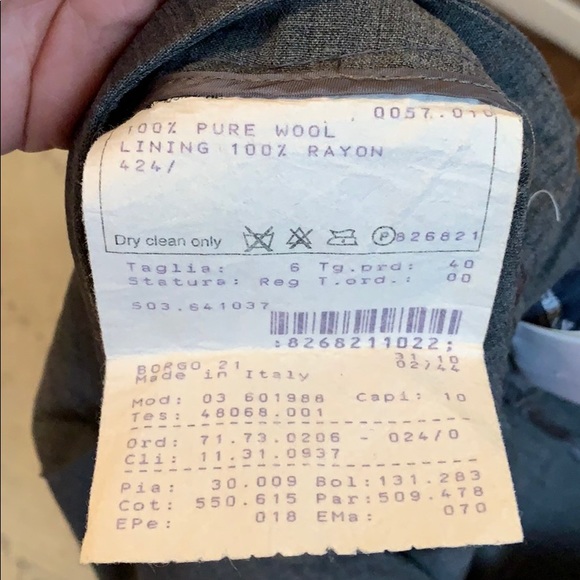 0057.010
100% PURE WOOL
LINING 100% RAYON
424/
Dry clean only P 826821
Taglia: 6 Tg.prd: 40
Statura: Reg T.ord.: 00
503.641037
:8268211022;
BORGO 21 31 10
Made in Italy 02/44
Mod: 03 601988 Capi: 10
Tes: 48068.001
Ord: 71.73.0206 - 024/0
Cli: 11.31.0937
Pia: 30.009 Bol:131.283
Cot: 550.615 Par:509.478
EPe: 018 EMa: 070